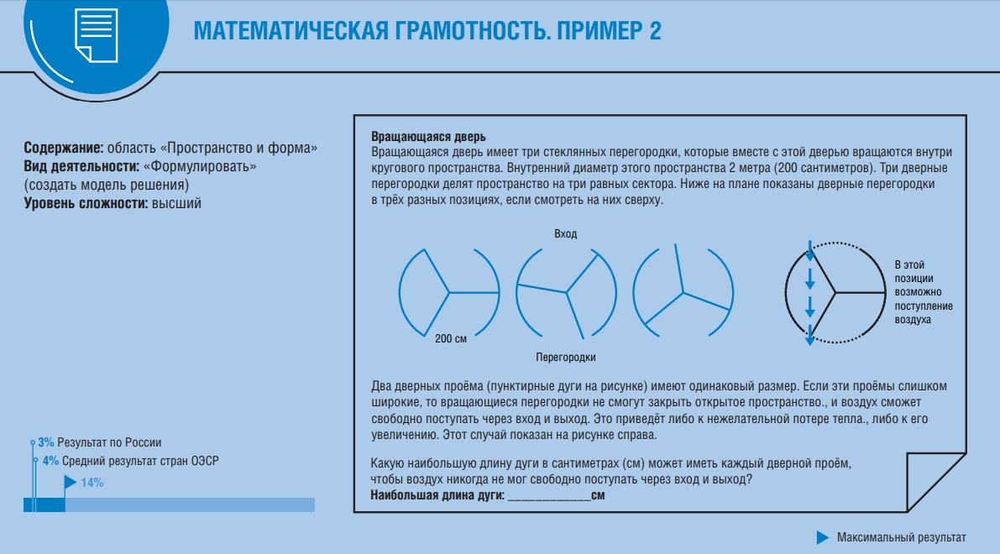 МАТЕМАТИЧЕСКАЯ ГРАМОТНОСТЬ. ПРИМЕР 2
Содержание: область «Пространство и форма»
Вид деятельности: «Формулировать»
(создать модель решения)
Уровень сложности: высший
3% Результат по России
4% Средний результат стран ОЭСР
14%
Вращающаяся дверь
Вращающаяся дверь имеет три стеклянных перегородки, которые вместе с этой дверью вращаются внутри
кругового пространства. Внутренний диаметр этого пространства 2 метра (200 сантиметров). Три дверные
перегородки делят пространство на три равных сектора. Ниже на плане показаны дверные перегородки
в трёх разных позициях, если смотреть на них сверху.
Вход
200 см
Перегородки
В этой
позиции
возможно
поступление
воздуха
Два дверных проёма (пунктирные дуги на рисунке) имеют одинаковый размер. Если эти проёмы слишком
широкие, то вращающиеся перегородки не смогут закрыть открытое пространство., и воздух сможет
свободно поступать через вход и выход. Это приведёт либо к нежелательной потере тепла., либо к его
увеличению. Этот случай показан на рисунке справа.
Какую наибольшую длину дуги в сантиметрах (см) может иметь каждый дверной проём,
чтобы воздух никогда не мог свободно поступать через вход и выход?
Наибольшая длина дуги: ____________см
Максимальный результат